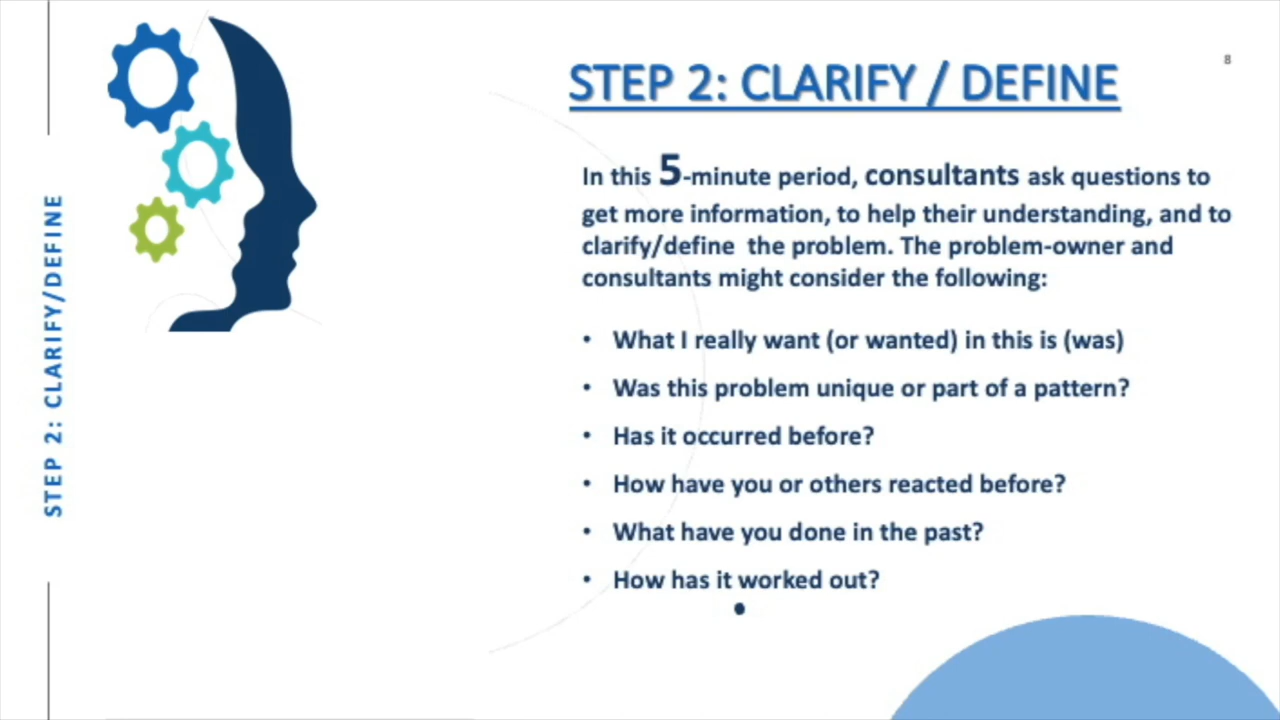 8
STEP 2: CLARIFY / DEFINE
In this 5-minute period, consultants ask questions to
get more information, to help their understanding, and to
clarify/define the problem. The problem-owner and
consultants might consider the following:
• What I really want (or wanted) in this is (was)
• Was this problem unique or part of a pattern?
• Has it occurred before?
• How have you or others reacted before?
• What have you done in the past?
• How has it worked out?
•
STEP 2: CLARIFY/DEFINE